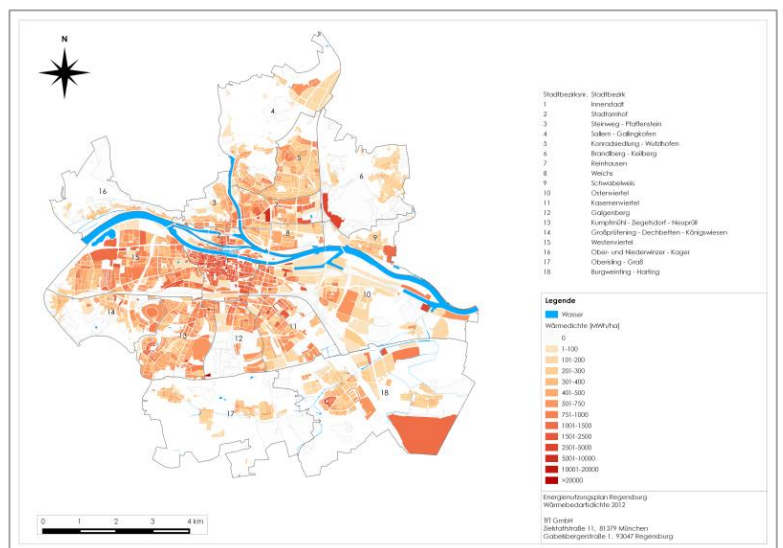 N
3
4
5
6
16
3
7
8
9
2
15
1
10
14
13
12
11
17
18
Stadtbezirksnr. Stadtbezirk
1 Innenstadt
2 Stadtamhof
3 Steinweg - Pfaffenstein
4 Sallern - Gallingkofen
5 Konradsiedlung - Wutzlhofen
6 Brandlberg - Keilberg
7 Reinhausen
8 Weichs
9 Schwabelweis
10 Ostenviertel
11 Kasernenviertel
12 Galgenberg
13 Kumpfmühl - Ziegetsdorf - Neuprüll
14 Großprüfening - Dechbetten - Königswiesen
15 Westenviertel
16 Ober- und Niederwinzer - Kager
17 Oberisling - Graß
18 Burgweinting - Harting
Legende
Wasser
Wärmedichte [MWh/ha]
0
1-100
101-200
201-300
301-400
401-500
501-750
751-1000
1001-1500
1501-2500
2501-5000
5001-10000
10001-20000
>20000
Energienutzungsplan Regensburg
Wärmebedarfsdichte 2012
TfT GmbH
Zielstattstraße 11, 81379 München
Gabelsbergerstraße 1, 93047 Regensburg
0 1 2 3 4 km